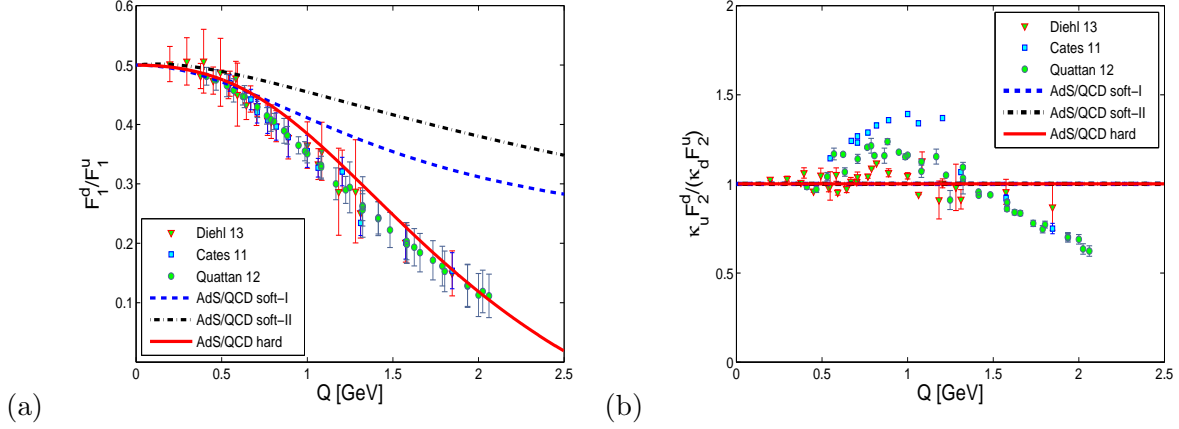 F₁ᵈ/F₁ᵘ
0.5
0.4
0.3
0.2
0.1
0
0.5
1
1.5
2
2.5
Q [GeV]
Diehl 13
Cates 11
Quattan 12
AdS/QCD soft–I
AdS/QCD soft–II
AdS/QCD hard
(a)
κᵤF₂ᵈ/(κ_dF₂ᵘ)
2
1.5
1
0.5
0
0
0.5
1
1.5
2
2.5
Q [GeV]
Diehl 13
Cates 11
Quattan 12
AdS/QCD soft–I
AdS/QCD soft–II
AdS/QCD hard
(b)